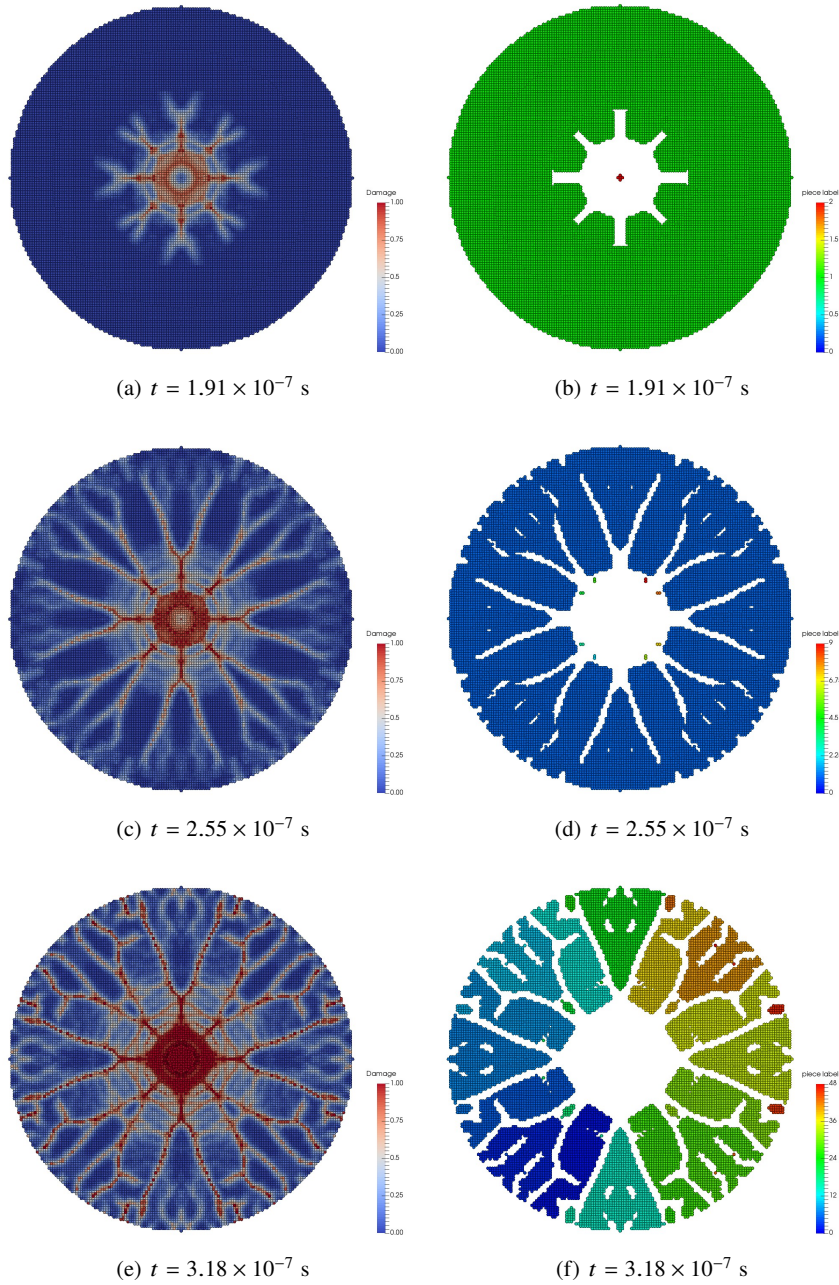 Damage
1.00
0.75
0.5
0.25
0.00
piece label
2
1.5
1
0.5
0
(a) t = 1.91 × 10⁻⁷ s
(b) t = 1.91 × 10⁻⁷ s
Damage
1.00
0.75
0.5
0.25
0.00
piece label
9
6.7
4.5
2.2
0
(c) t = 2.55 × 10⁻⁷ s
(d) t = 2.55 × 10⁻⁷ s
Damage
1.00
0.75
0.5
0.25
0.00
piece label
48
36
24
12
0
(e) t = 3.18 × 10⁻⁷ s
(f) t = 3.18 × 10⁻⁷ s